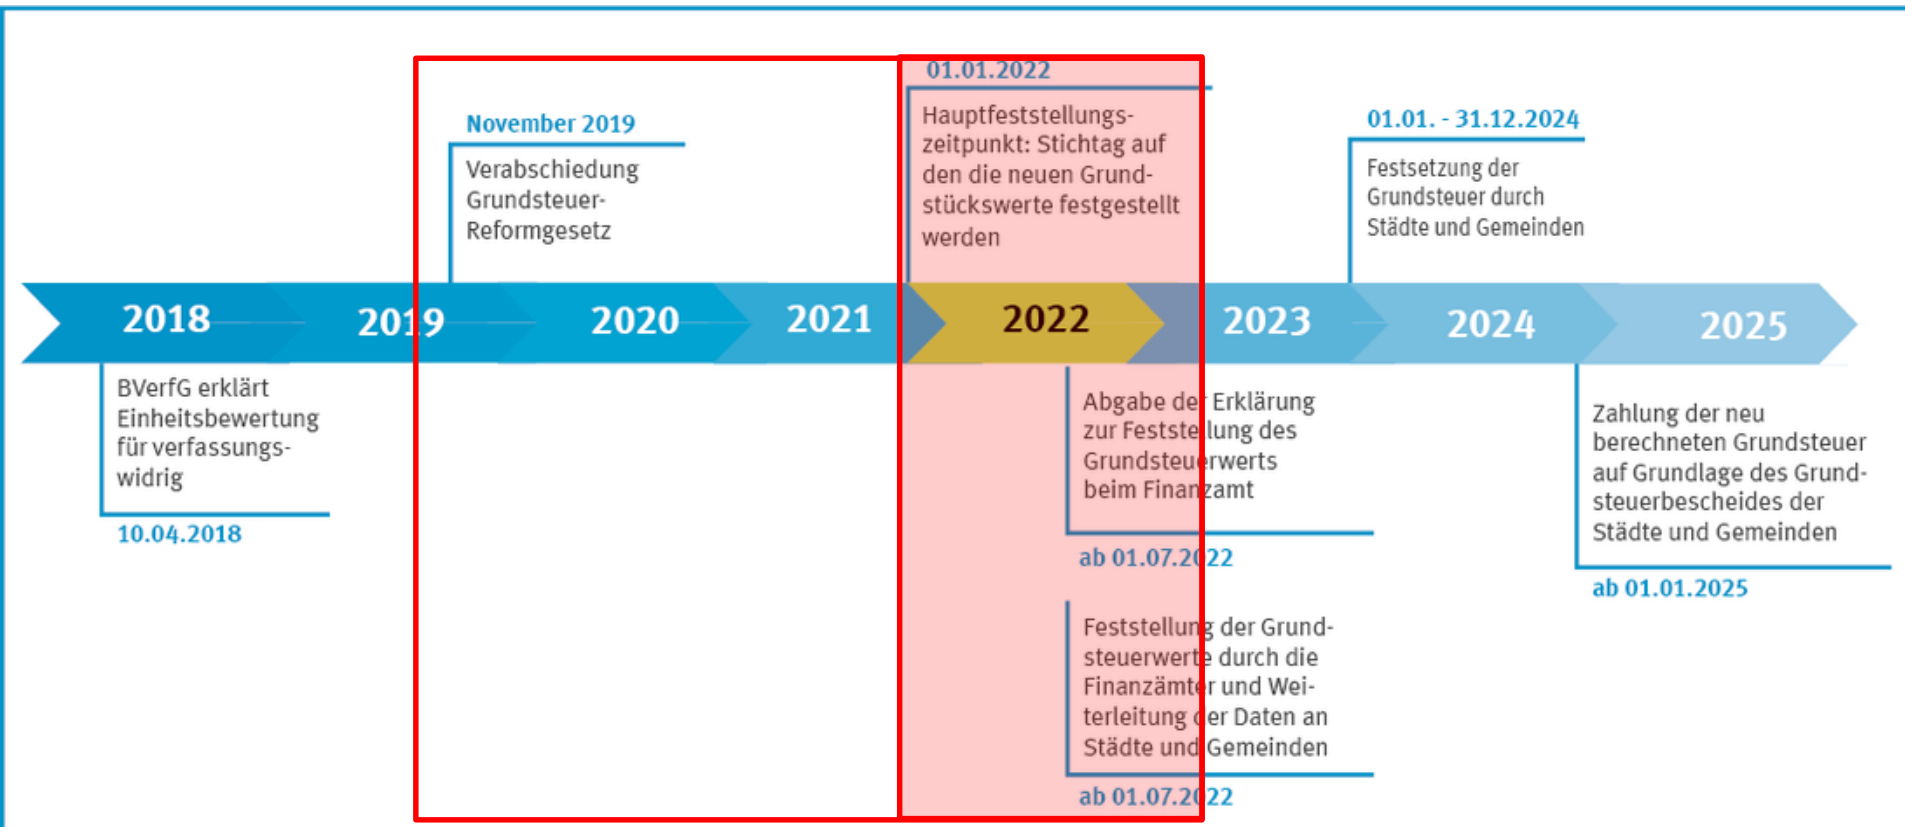 01.01.2022
Hauptfeststellungs-
zeitpunkt: Stichtag auf
den die neuen Grund-
stückswerte festgestellt
werden
November 2019
Verabschiedung
Grundsteuer-
Reformgesetz
01.01. - 31.12.2024
Festsetzung der
Grundsteuer durch
Städte und Gemeinden
2018 2019 2020 2021 2022 2023 2024 2025
BVerfG erklärt
Einheitsbewertung
für verfassungs-
widrig
10.04.2018
Abgabe der Erklärung
zur Feststellung des
Grundsteuerwerts
beim Finanzamt
ab 01.07.2022
Feststellung der Grund-
steuerwerte durch die
Finanzämter und Wei-
terleitung der Daten an
Städte und Gemeinden
ab 01.07.2022
Zahlung der neu
berechneten Grundsteuer
auf Grundlage des Grund-
steuerbescheides der
Städte und Gemeinden
ab 01.01.2025